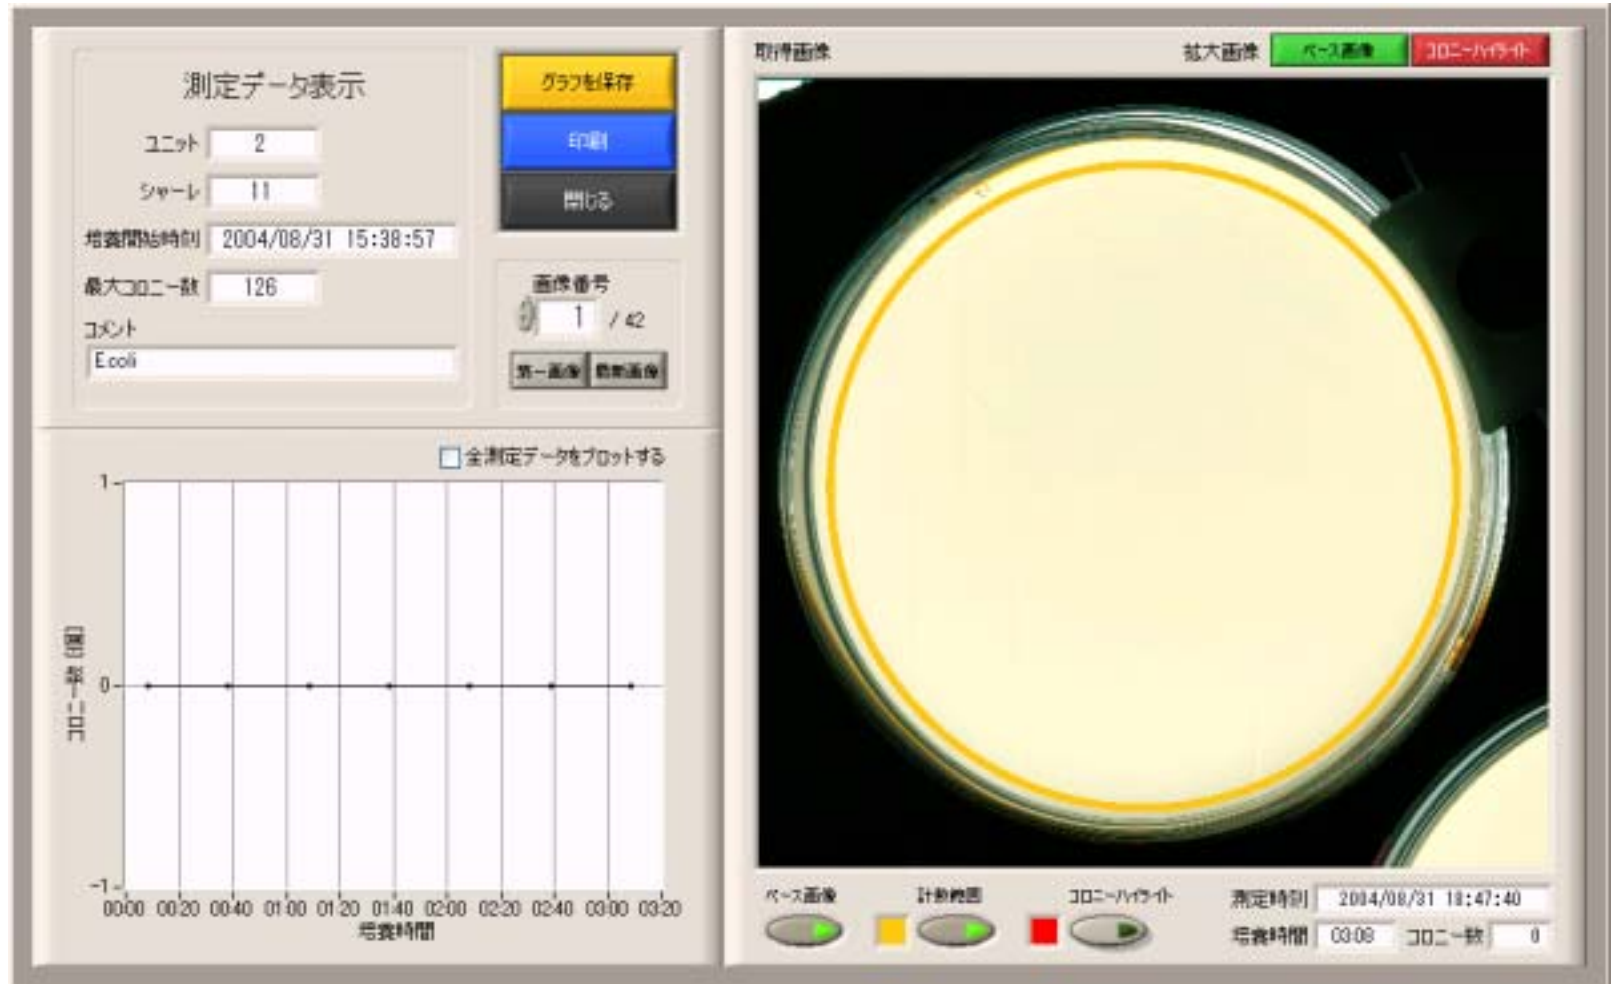 測定データ表示
ユニット 2
シャーレ 11
培養開始時刻 2004/08/31 15:38:57
最大コロニー数 126
コメント
E.coli
グラフを保存
印刷
閉じる
画像番号
1 / 42
第一画像 最新画像
全測定データをプロットする
1
0
-1
コロニー数[個]
00:00 00:20 00:40 01:00 01:20 01:40 02:00 02:20 02:40 03:00 03:20
培養時間
取得画像 拡大画像 ベース画像 コロニーハイライト
ベース画像 計数範囲 コロニーハイライト
測定時刻 2004/08/31 18:47:40
培養時間 03:08 コロニー数 0